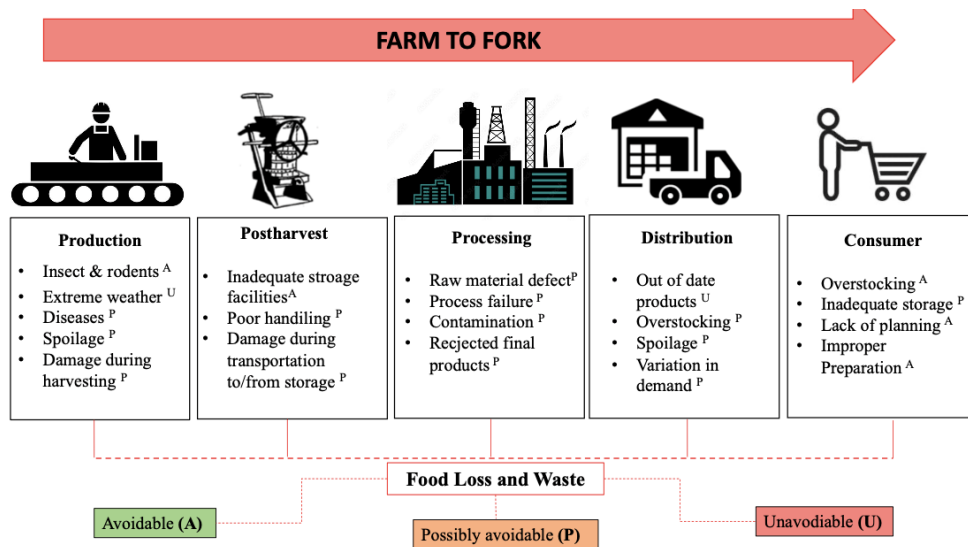 FARM TO FORK
Production
• Insect & rodents A
• Extreme weather U
• Diseases P
• Spoilage P
• Damage during
harvesting P
Postharvest
• Inadequate stroage
facilities A
• Poor handiling P
• Damage during
transportation
to/from storage P
Processing
• Raw material defect P
• Process failure P
• Contamination P
• Recjected final
products P
Distribution
• Out of date
products U
• Overstocking P
• Spoilage P
• Variation in
demand P
Consumer
• Overstocking A
• Inadequate storage P
• Lack of planning A
• Improper
Preparation A
Food Loss and Waste
Avoidable (A)
Possibly avoidable (P)
Unavodiable (U)